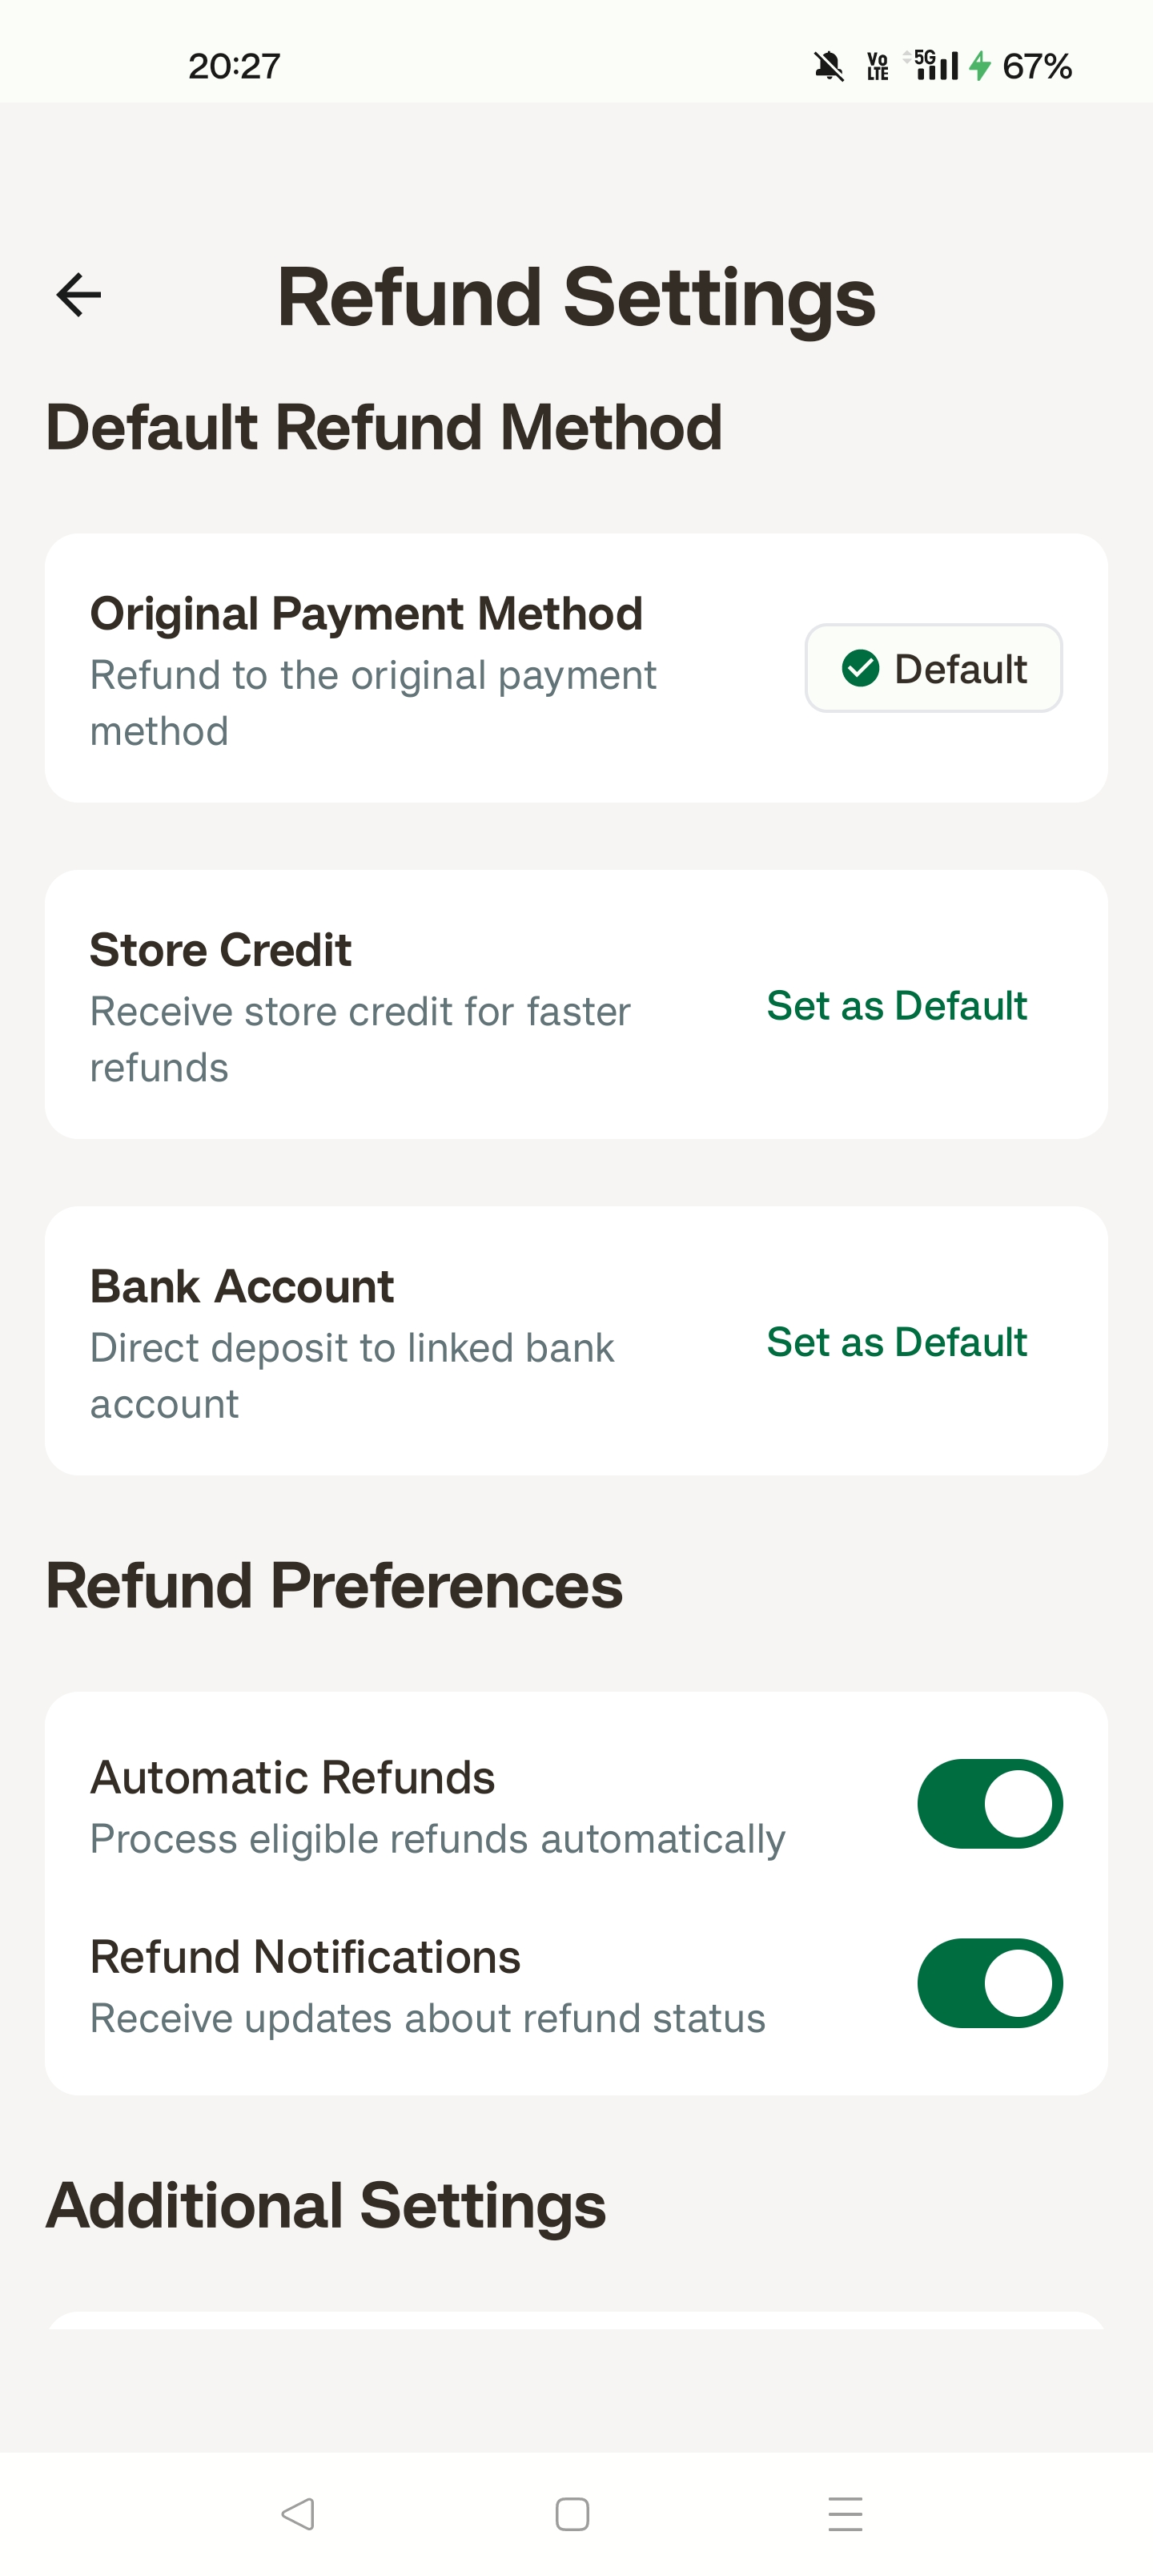 20:27
Vo LTE 5G 67%
Refund Settings
Default Refund Method
Original Payment Method
Refund to the original payment
method
Default
Store Credit
Receive store credit for faster
refunds
Set as Default
Bank Account
Direct deposit to linked bank
account
Set as Default
Refund Preferences
Automatic Refunds
Process eligible refunds automatically
Refund Notifications
Receive updates about refund status
Additional Settings